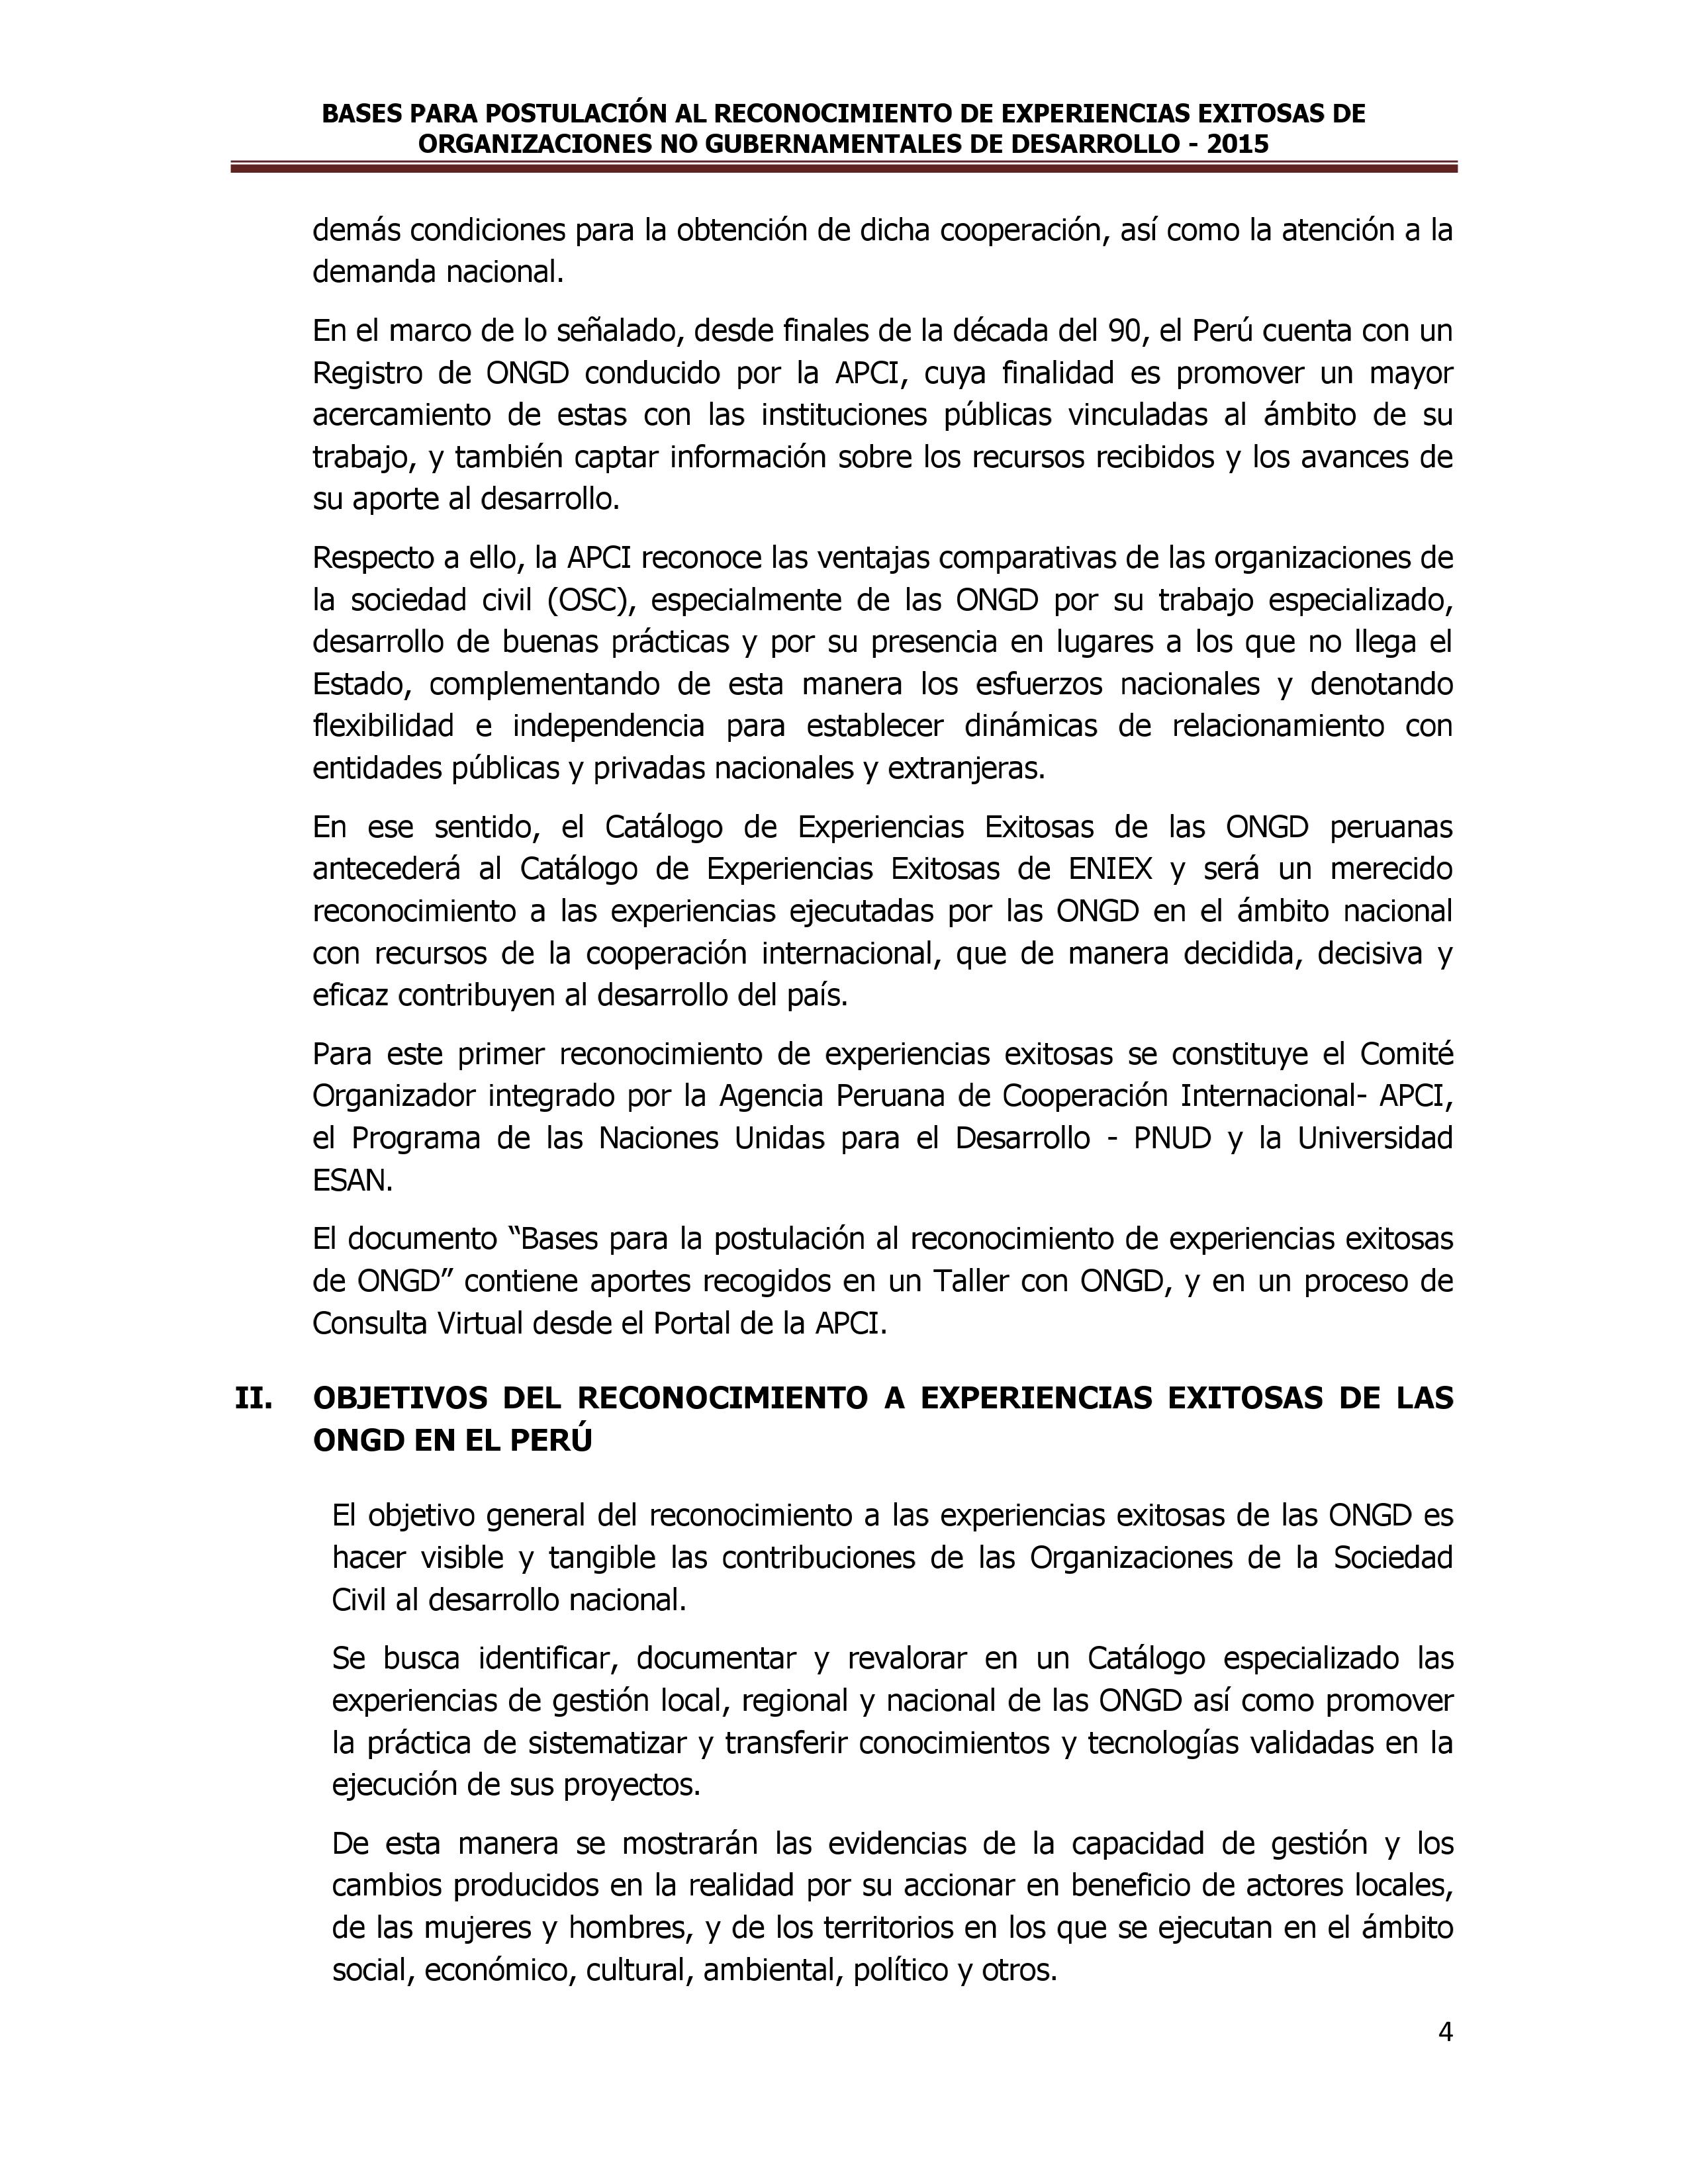 BASES PARA POSTULACIÓN AL RECONOCIMIENTO DE EXPERIENCIAS EXITOSAS DE
ORGANIZACIONES NO GUBERNAMENTALES DE DESARROLLO - 2015
demás condiciones para la obtención de dicha cooperación, así como la atención a la
demanda nacional.
En el marco de lo señalado, desde finales de la década del 90, el Perú cuenta con un
Registro de ONGD conducido por la APCI, cuya finalidad es promover un mayor
acercamiento de estas con las instituciones públicas vinculadas al ámbito de su
trabajo, y también captar información sobre los recursos recibidos y los avances de
su aporte al desarrollo.
Respecto a ello, la APCI reconoce las ventajas comparativas de las organizaciones de
la sociedad civil (OSC), especialmente de las ONGD por su trabajo especializado,
desarrollo de buenas prácticas y por su presencia en lugares a los que no llega el
Estado, complementando de esta manera los esfuerzos nacionales y denotando
flexibilidad e independencia para establecer dinámicas de relacionamiento con
entidades públicas y privadas nacionales y extranjeras.
En ese sentido, el Catálogo de Experiencias Exitosas de las ONGD peruanas
antecederá al Catálogo de Experiencias Exitosas de ENIEX y será un merecido
reconocimiento a las experiencias ejecutadas por las ONGD en el ámbito nacional
con recursos de la cooperación internacional, que de manera decidida, decisiva y
eficaz contribuyen al desarrollo del país.
Para este primer reconocimiento de experiencias exitosas se constituye el Comité
Organizador integrado por la Agencia Peruana de Cooperación Internacional- APCI,
el Programa de las Naciones Unidas para el Desarrollo - PNUD y la Universidad
ESAN.
El documento “Bases para la postulación al reconocimiento de experiencias exitosas
de ONGD” contiene aportes recogidos en un Taller con ONGD, y en un proceso de
Consulta Virtual desde el Portal de la APCI.
II. OBJETIVOS DEL RECONOCIMIENTO A EXPERIENCIAS EXITOSAS DE LAS
ONGD EN EL PERÚ
El objetivo general del reconocimiento a las experiencias exitosas de las ONGD es
hacer visible y tangible las contribuciones de las Organizaciones de la Sociedad
Civil al desarrollo nacional.
Se busca identificar, documentar y revalorar en un Catálogo especializado las
experiencias de gestión local, regional y nacional de las ONGD así como promover
la práctica de sistematizar y transferir conocimientos y tecnologías validadas en la
ejecución de sus proyectos.
De esta manera se mostrarán las evidencias de la capacidad de gestión y los
cambios producidos en la realidad por su accionar en beneficio de actores locales,
de las mujeres y hombres, y de los territorios en los que se ejecutan en el ámbito
social, económico, cultural, ambiental, político y otros.
4